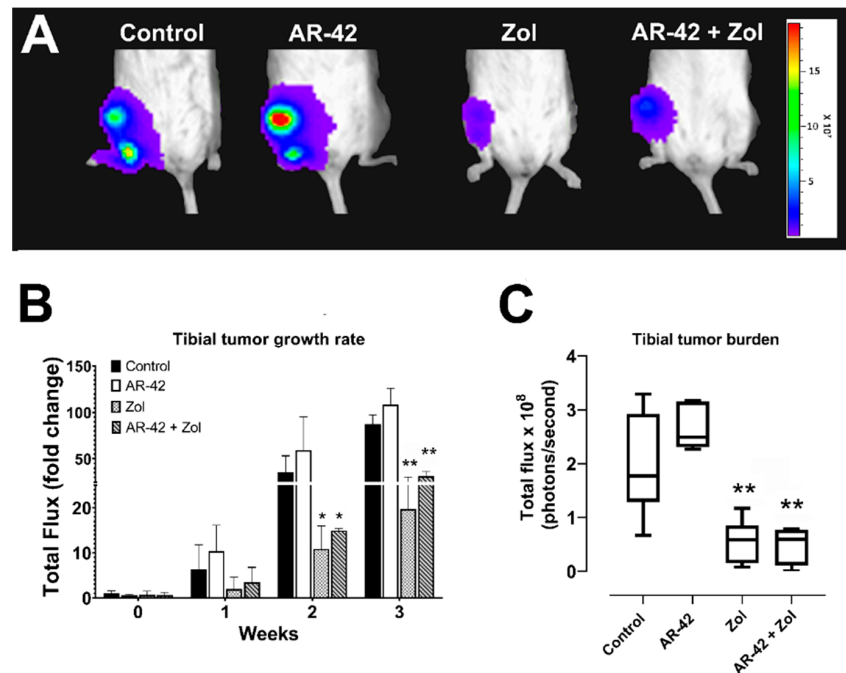 A
Control
AR-42
Zol
AR-42 + Zol
15
10
5
B
Tibial tumor growth rate
Total Flux (fold change)
150
100
50
20
10
0
Control
AR-42
Zol
AR-42 + Zol
* *
** **
0 1 2 3
Weeks
C
Tibial tumor burden
Total flux x 10⁸
(photons/second)
4
3
2
1
0
**
**
Control
AR-42
Zol
AR-42 + Zol